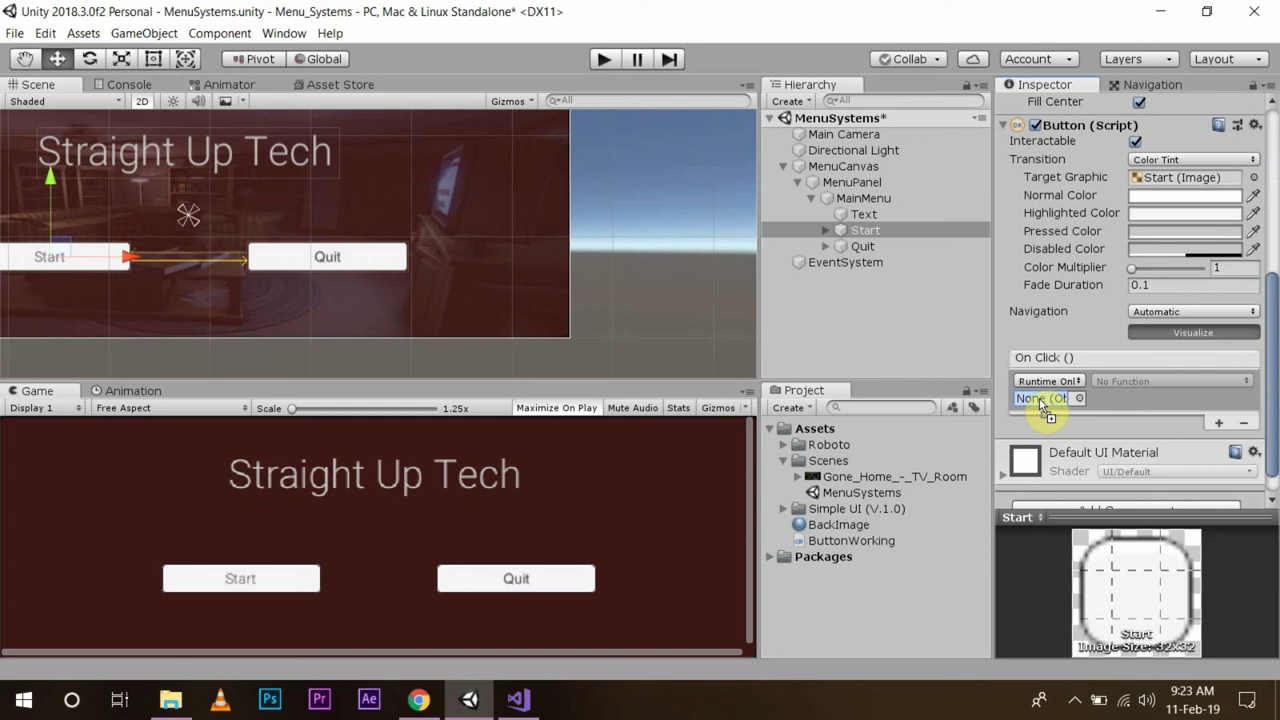 Unity 2018.3.0f2 Personal - MenuSystems.unity - Menu_Systems - PC, Mac & Linux Standalone* <DX11>
File Edit Assets GameObject Component Window Help
Pivot Global Collab Account Layers Layout
Scene Console Animator Asset Store
Shaded 2D Gizmos All
Straight Up Tech
Start Quit
Game Animation
Display 1 Free Aspect Scale 1.25x Maximize On Play Mute Audio Stats Gizmos
Straight Up Tech
Start Quit
Hierarchy
Create All
MenuSystems*
Main Camera
Directional Light
MenuCanvas
MenuPanel
MainMenu
Text
Start
Quit
EventSystem
Project
Create
Assets
Roboto
Scenes
Gone_Home_-_TV_Room
MenuSystems
Simple UI (V.1.0)
BackImage
ButtonWorking
Packages
Inspector Navigation
Fill Center
Button (Script)
Interactable
Transition Color Tint
Target Graphic Start (Image)
Normal Color
Highlighted Color
Pressed Color
Disabled Color
Color Multiplier 1
Fade Duration 0.1
Navigation Automatic
Visualize
On Click ()
Runtime Onl No Function
None (Ob
Default UI Material
Shader UI/Default
Start
Start
Image Size: 32x32
9:23 AM
11-Feb-19